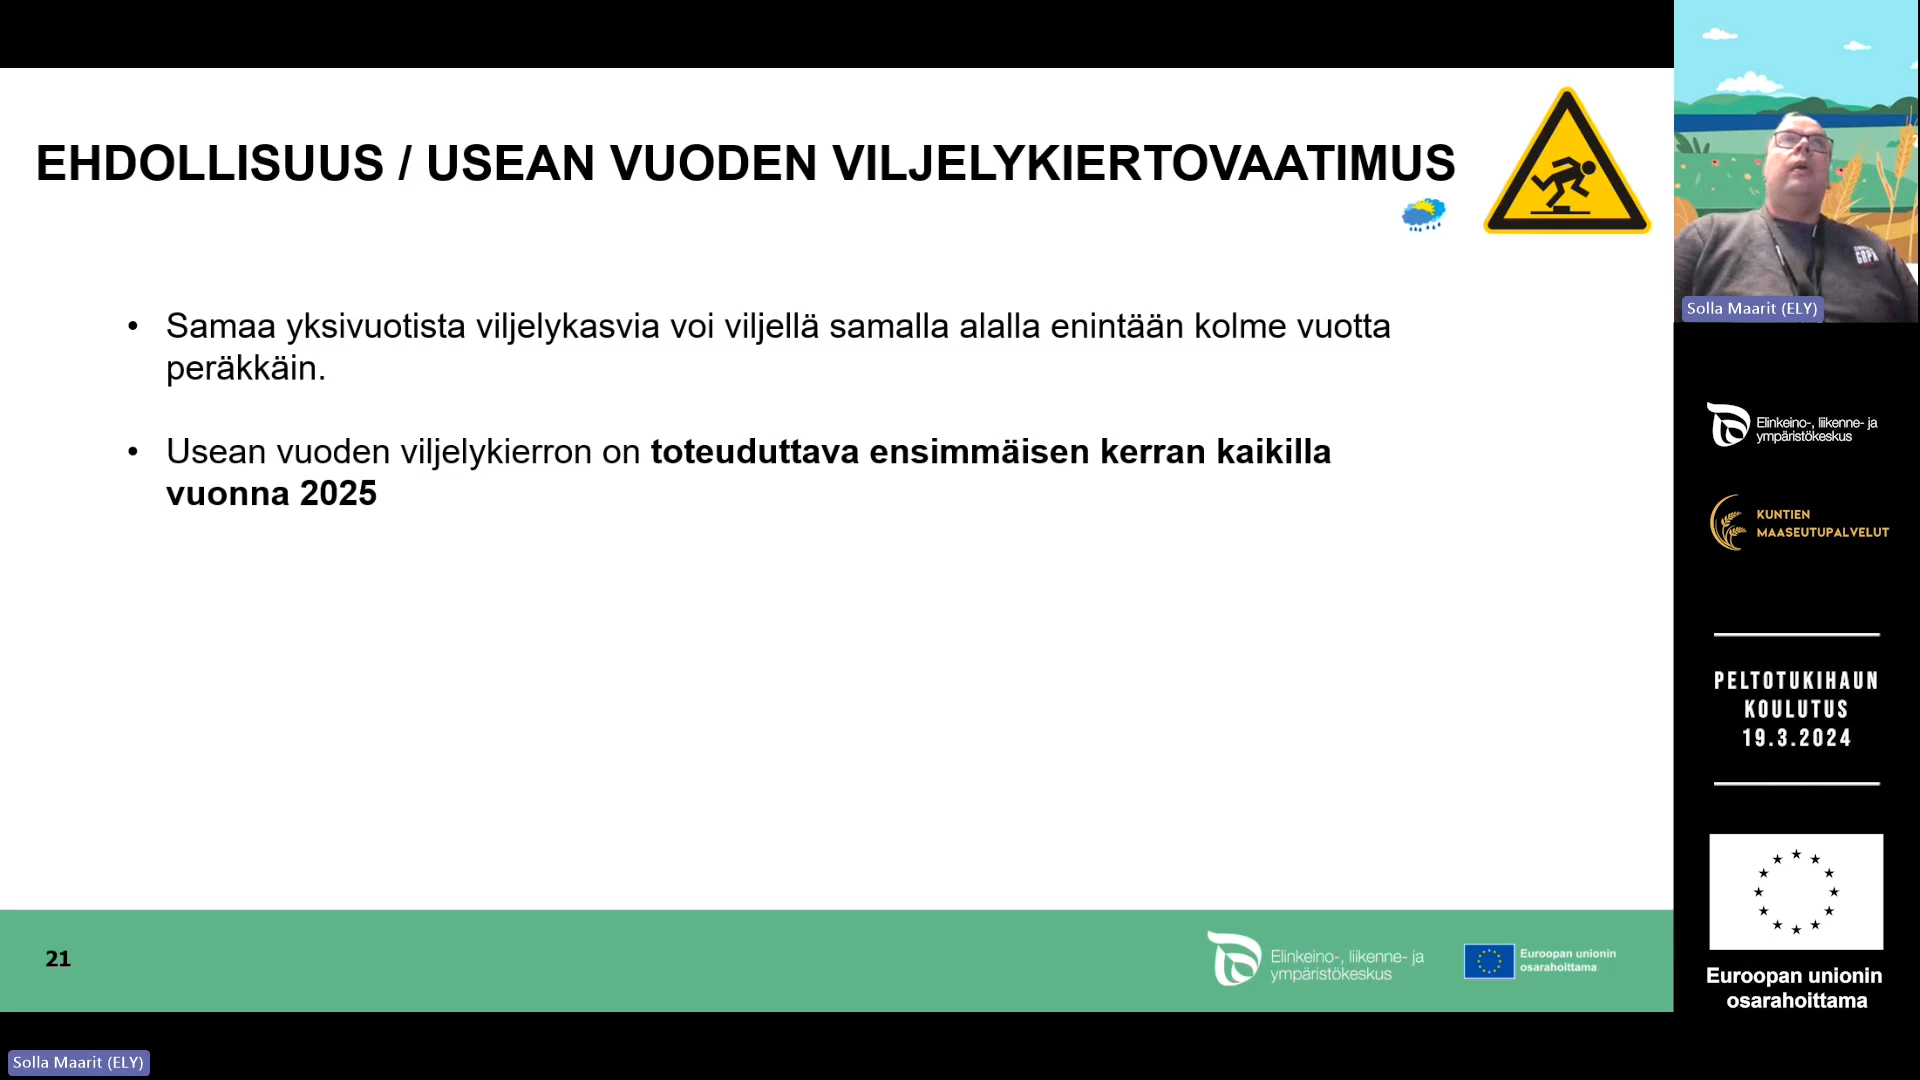 EHDOLLISUUS / USEAN VUODEN VILJELYKIERTOVAATIMUS
• Samaa yksivuotista viljelykasvia voi viljellä samalla alalla enintään kolme vuotta
peräkkäin.
• Usean vuoden viljelykierron on toteuduttava ensimmäisen kerran kaikilla
vuonna 2025
21
Elinkeino-, liikenne- ja
ympäristökeskus
Euroopan unionin
osarahoittama
Solla Maarit (ELY)
Solla Maarit (ELY)
Elinkeino-, liikenne- ja
ympäristökeskus
KUNTIEN
MAASEUTUPALVELUT
PELTOTUKIHAUN
KOULUTUS
19.3.2024
Euroopan unionin
osarahoittama